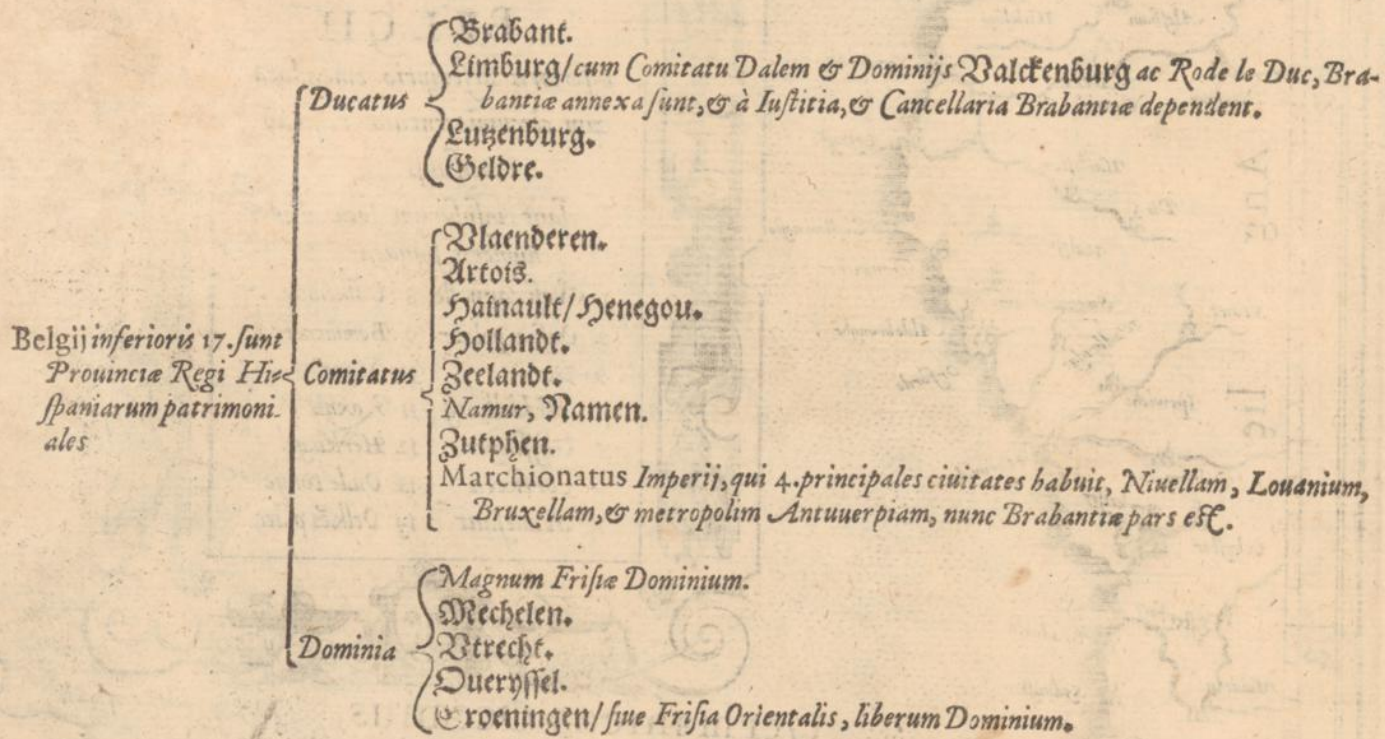 Belgij inferioris 17. sunt
Prouinciæ Regi Hi-
spaniarum patrimoni-
ales
Ducatus
Brabant.
Limburg/ cum Comitatu Dalem & Dominijs Valckenburg ac Rode le Duc, Bra-
bantiæ annexa sunt, & à Iustitia, & Cancellaria Brabantiæ dependent.
Lutzenburg.
Geldre.
Comitatus
Vlaenderen.
Artois.
Hainault/ Henegou.
Hollandt.
Zeelandt.
Namur, Namen.
Zutphen.
Marchionatus Imperij, qui 4. principales ciuitates habuit, Niuellam, Louanium,
Bruxellam, & metropolim Antuuerpiam, nunc Brabantiæ pars est.
Dominia
Magnum Frisiæ Dominium.
Mechelen.
Vtrecht.
Oueryssel.
Groeningen/ siue Frisia Orientalis, liberum Dominium.